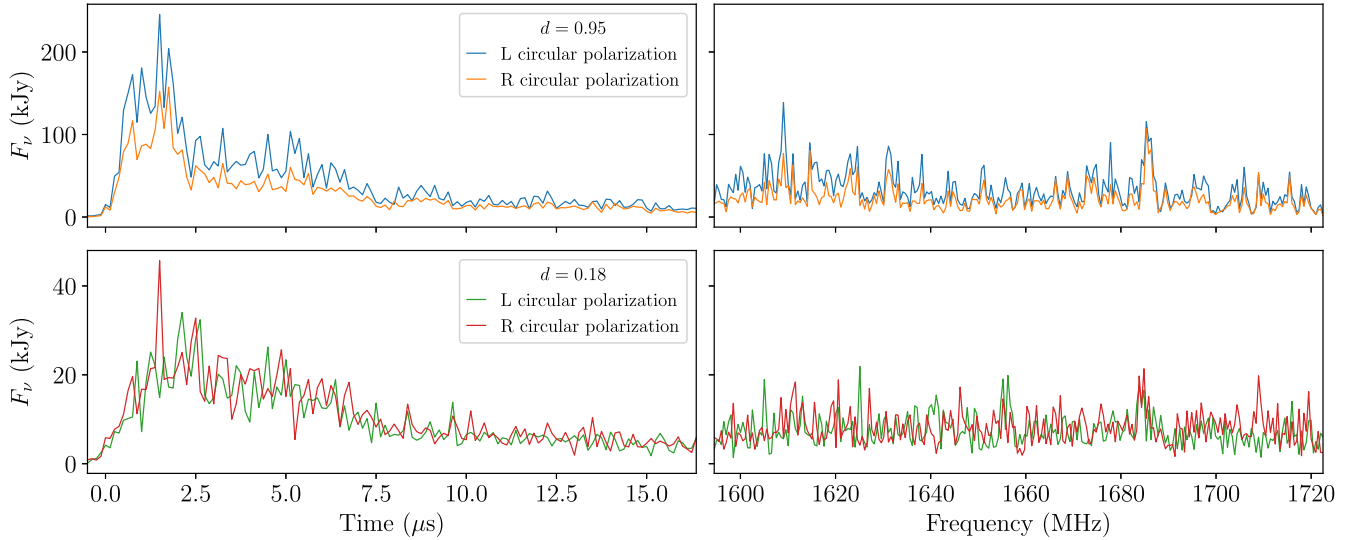 F_ν (kJy)
200
100
0
d = 0.95
L circular polarization
R circular polarization
F_ν (kJy)
40
20
0
d = 0.18
L circular polarization
R circular polarization
0.0 2.5 5.0 7.5 10.0 12.5 15.0
Time (μs)
1600 1620 1640 1660 1680 1700 1720
Frequency (MHz)